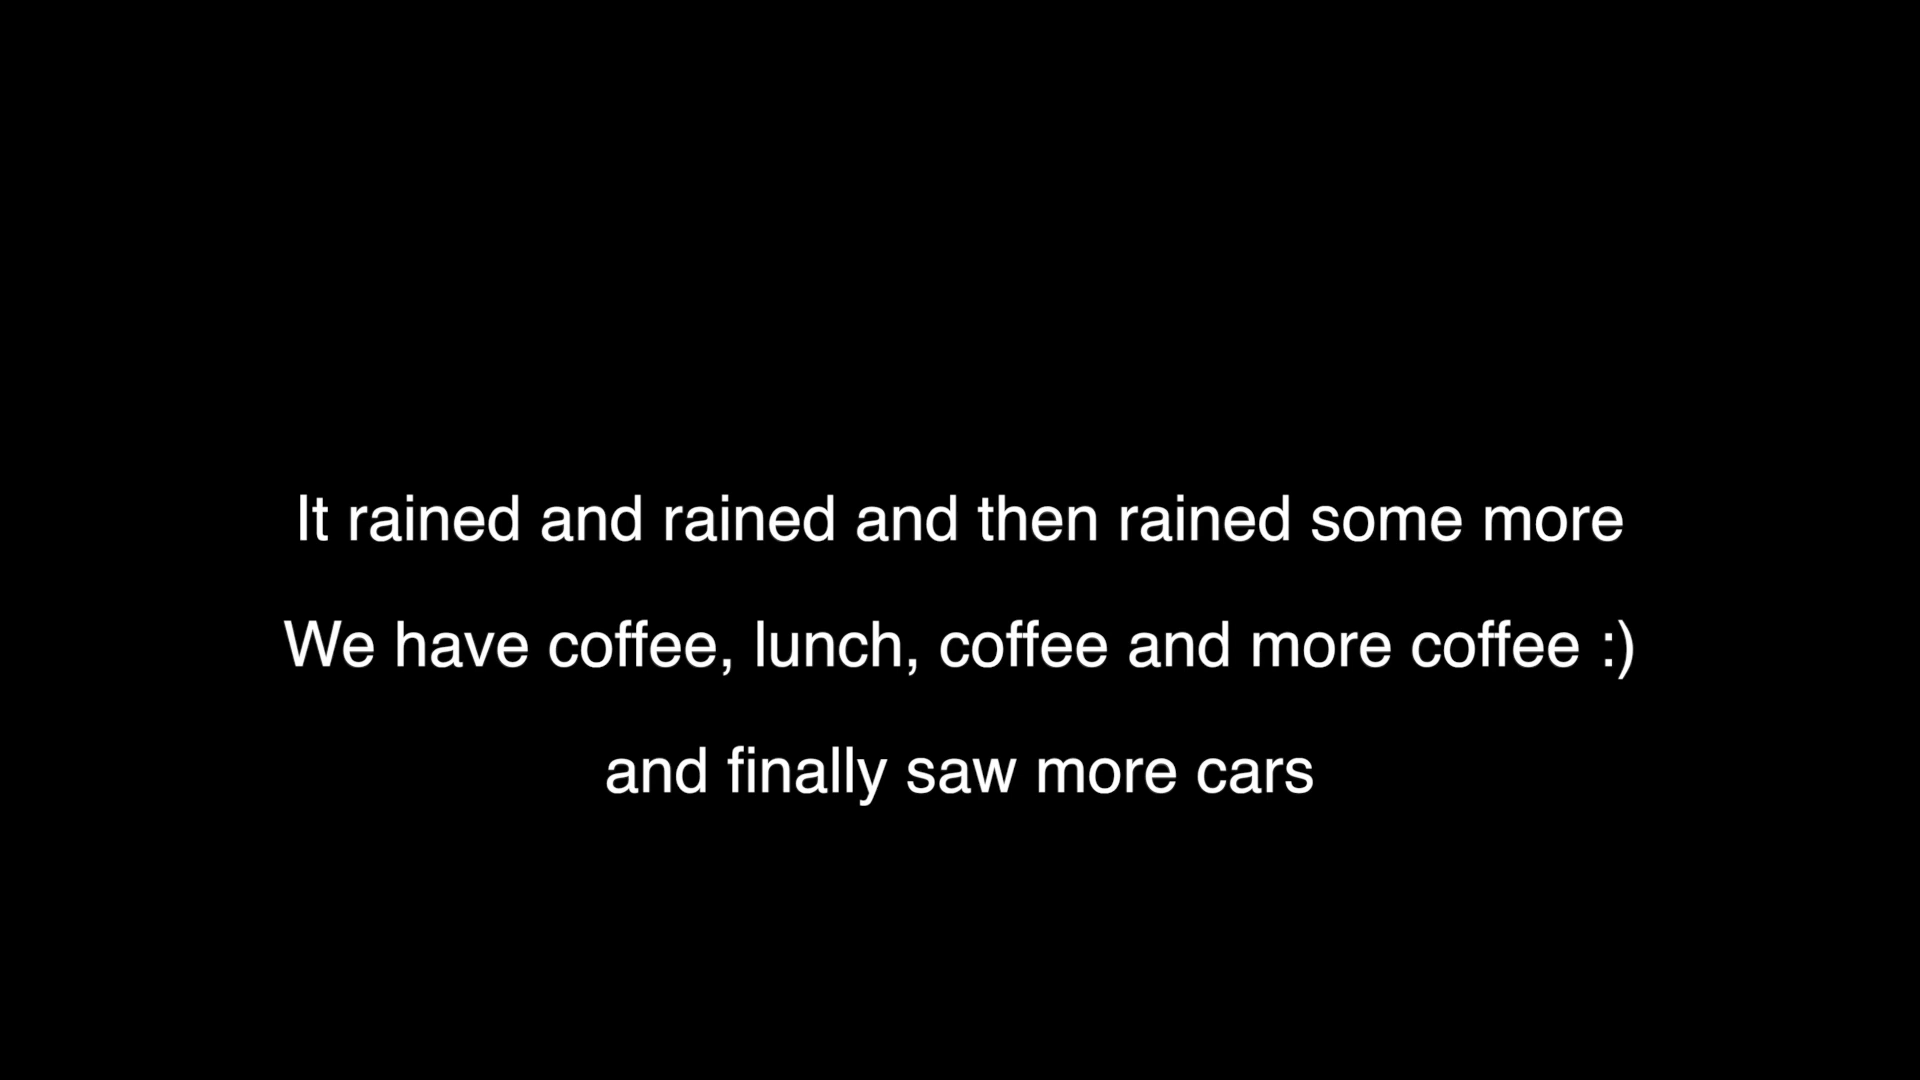 It rained and rained and then rained some more
We have coffee, lunch, coffee and more coffee :)
and finally saw more cars